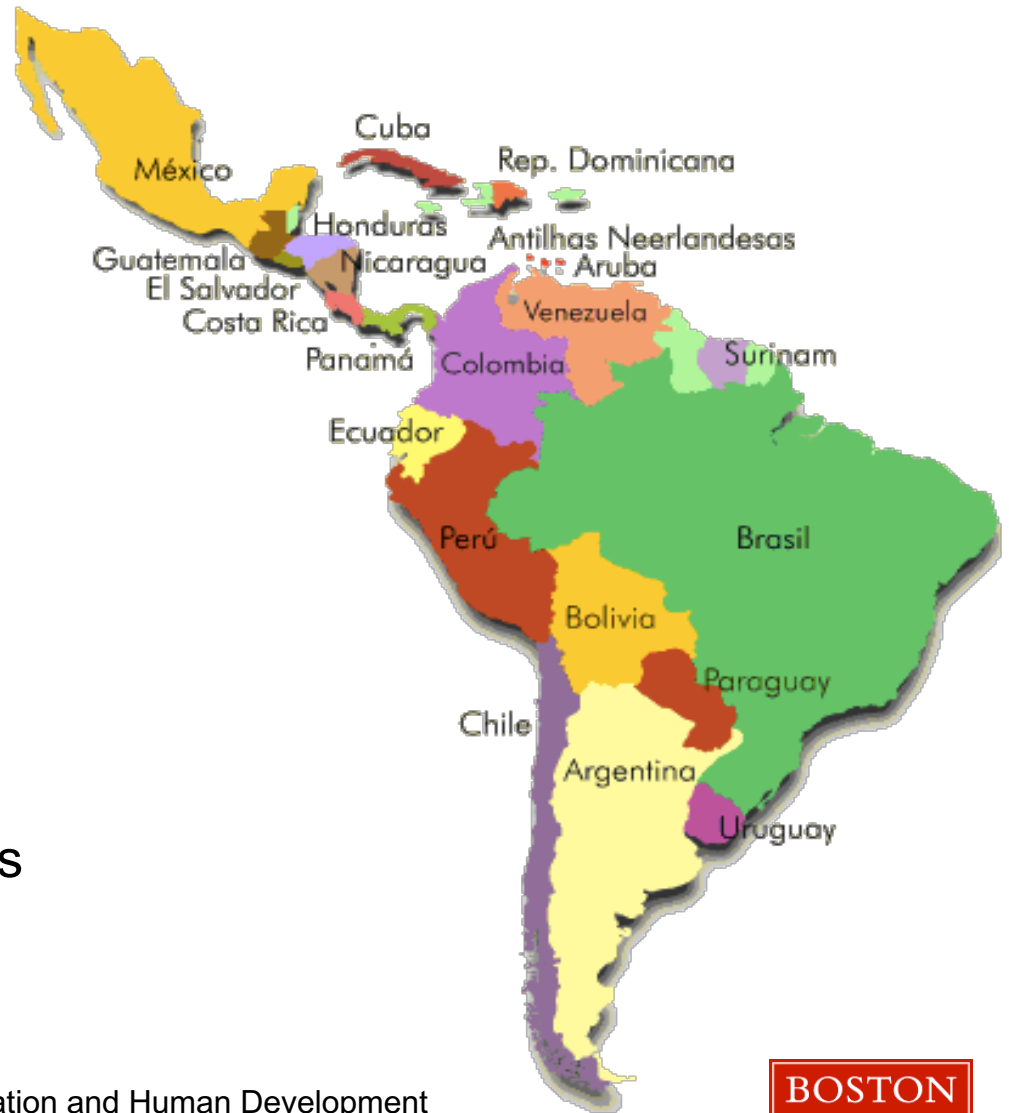 Cuba
Rep. Dominicana
México
Honduras
Antilhas Neerlandesas
Guatemala
Nicaragua
Aruba
El Salvador
Venezuela
Costa Rica
Panamá
Colombia
Surinam
Ecuador
Perú
Brasil
Bolivia
Paraguay
Chile
Argentina
Uruguay
s
ation and Human Development
BOSTON